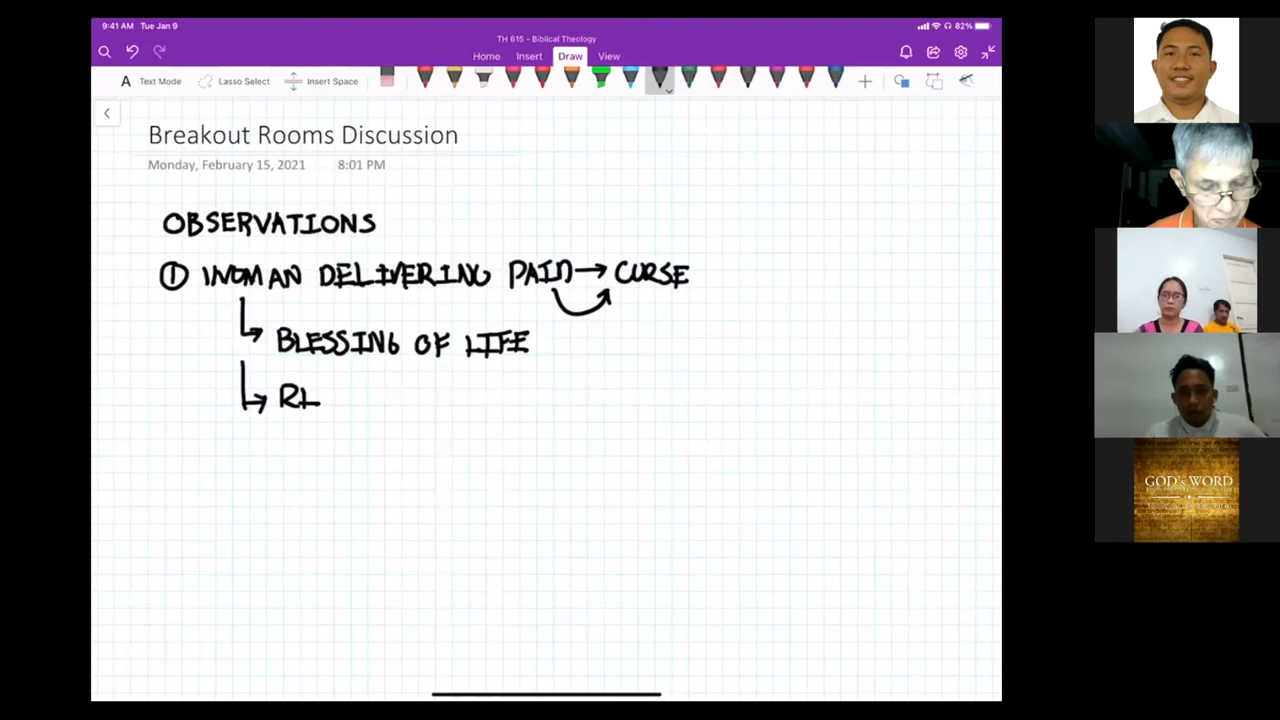 9:41 AM Tue Jan 9
82%
TH 615 - Biblical Theology
Home Insert Draw View
Text Mode Lasso Select Insert Space
Breakout Rooms Discussion
Monday, February 15, 2021 8:01 PM
OBSERVATIONS
① WOMAN DELIVERING PAIN → CURSE
↳ BLESSING OF LIFE
↳ RL
GOD's WORD